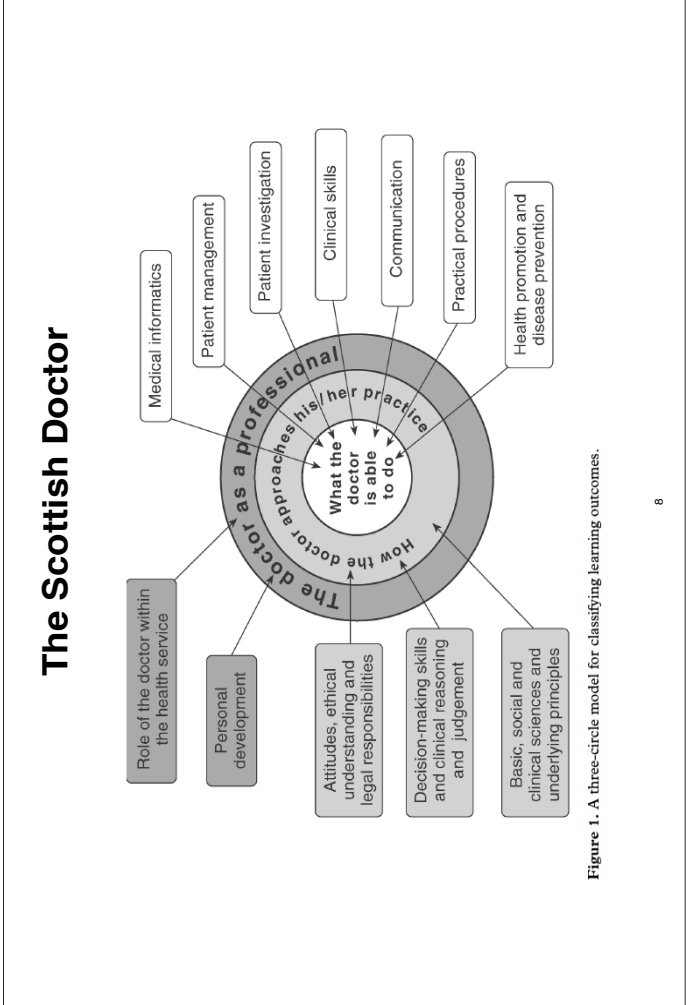 The Scottish Doctor
Role of the doctor within
the health service
Personal
development
Attitudes, ethical
understanding and
legal responsibilities
Decision-making skills
and clinical reasoning
and judgement
Basic, social and
clinical sciences and
underlying principles
The doctor as a professional
How the doctor approaches his/her practice
What the
doctor
is able
to do
Medical informatics
Patient management
Patient investigation
Clinical skills
Communication
Practical procedures
Health promotion and
disease prevention
Figure 1. A three-circle model for classifying learning outcomes.
8